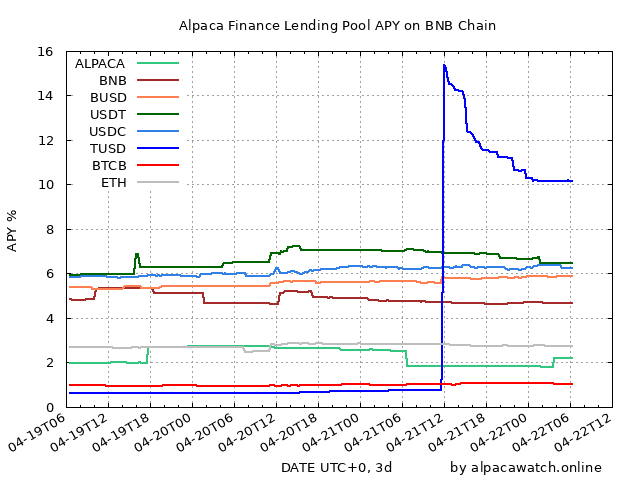 Alpaca Finance Lending Pool APY on BNB Chain
APY %
16
14
12
10
8
6
4
2
0
ALPACA
BNB
BUSD
USDT
USDC
TUSD
BTCB
ETH
04-19T06
04-19T12
04-19T18
04-20T00
04-20T06
04-20T12
04-20T18
04-21T00
04-21T06
04-21T12
04-21T18
04-22T00
04-22T06
04-22T12
DATE UTC+0, 3d
by alpacawatch.online